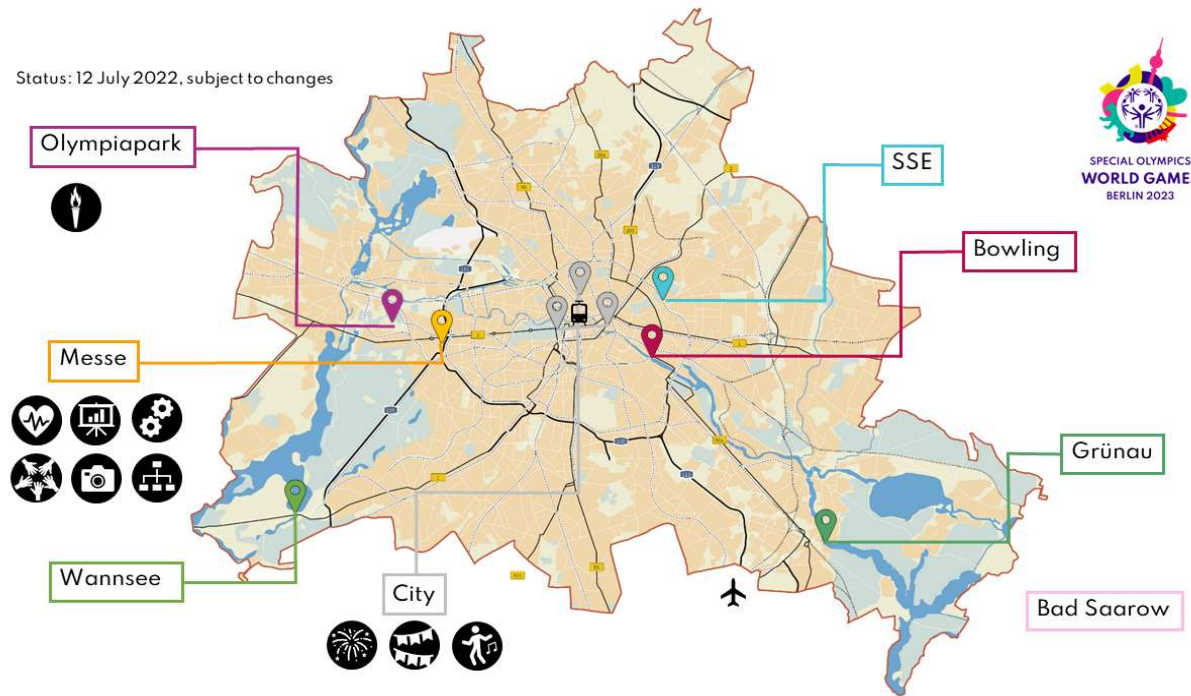 Status: 12 July 2022, subject to changes
Olympiapark
SSE
SPECIAL OLYMPICS
WORLD GAME
BERLIN 2023
Bowling
Messe
Grünau
Wannsee
City
Bad Saarow